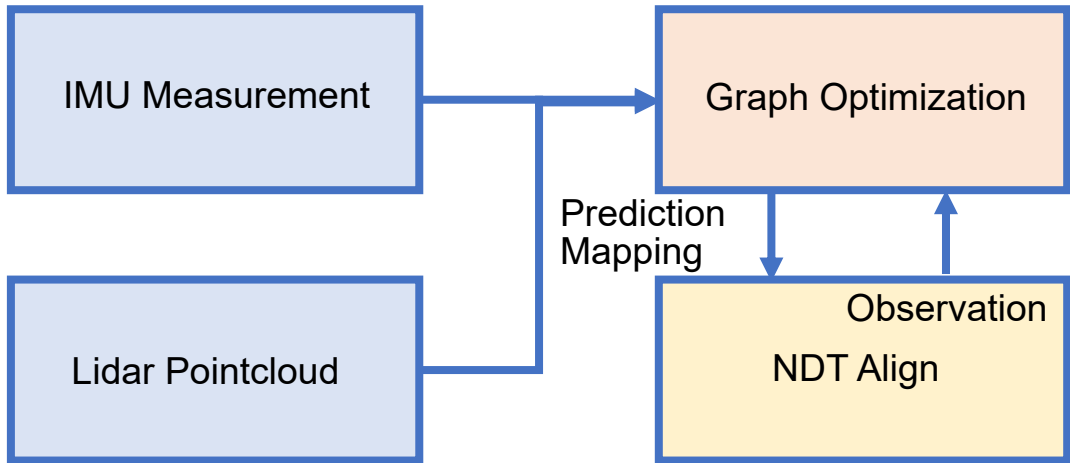 IMU Measurement
Graph Optimization
Prediction
Mapping
Observation
Lidar Pointcloud
NDT Align